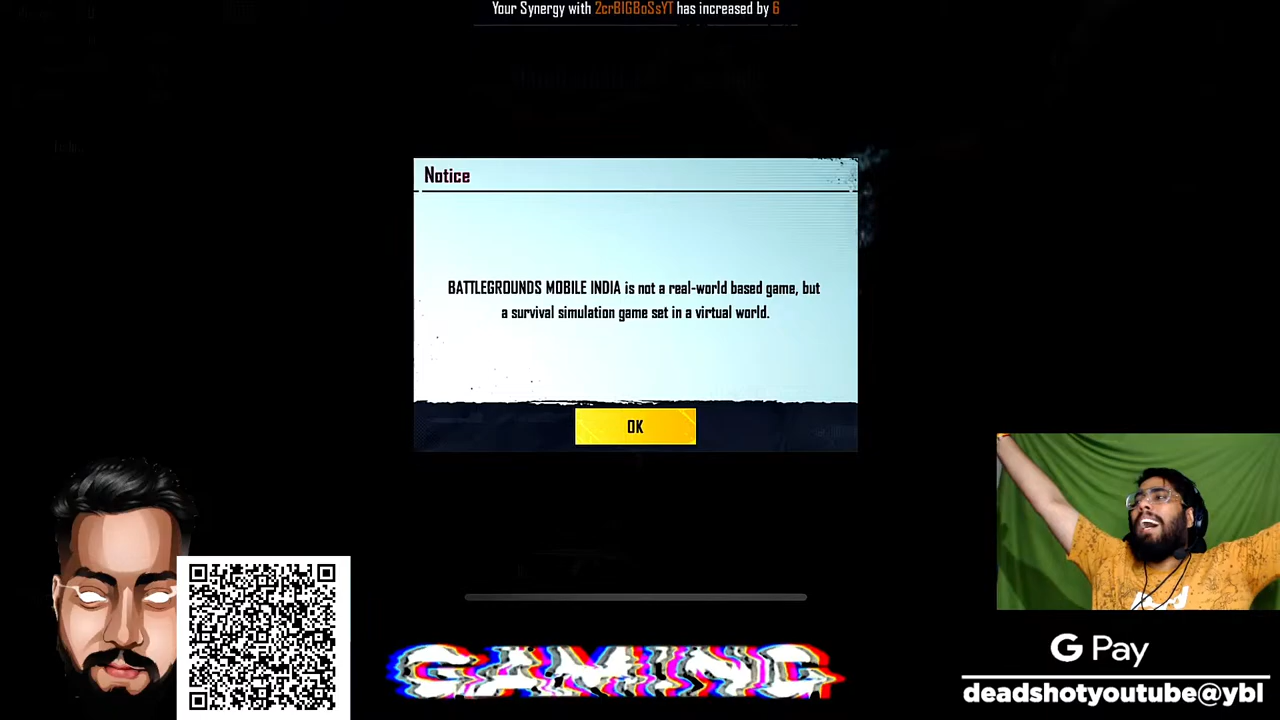 Your Synergy with 2crBIGBoSsYT has increased by 6
Notice
BATTLEGROUNDS MOBILE INDIA is not a real-world based game, but
a survival simulation game set in a virtual world.
OK
GAMING
G Pay
deadshotyoutube@ybl